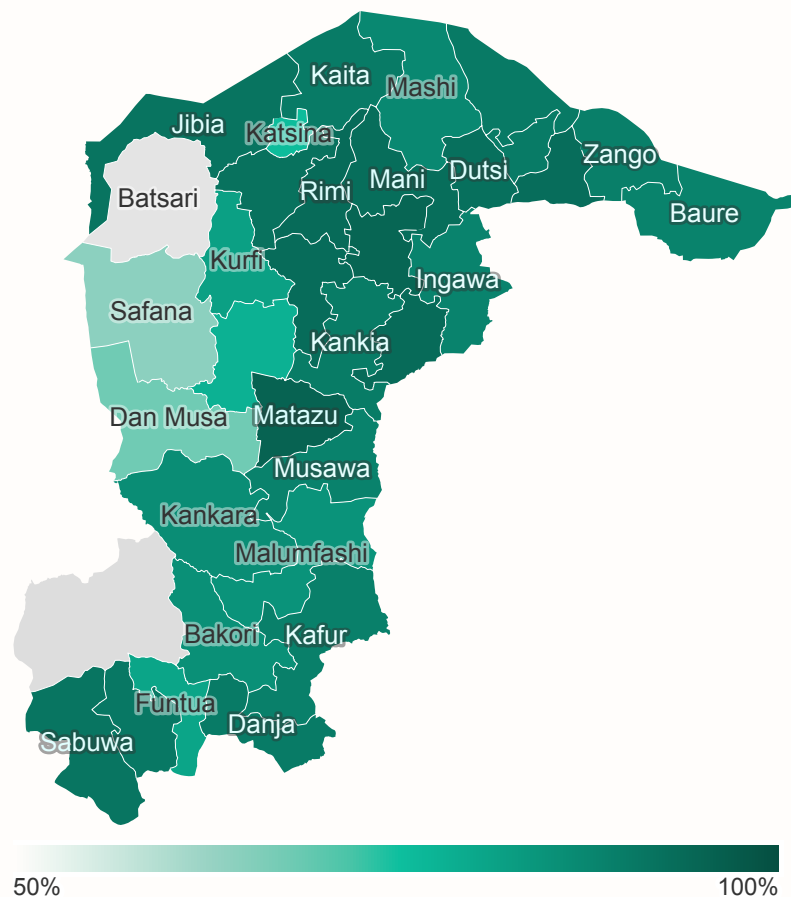 Kaita
Mashi
Jibia
Katsina
Zango
Dutsi
Mani
Rimi
Batsari
Baure
Kurfi
Ingawa
Safana
Kankia
Dan Musa
Matazu
Musawa
Kankara
Malumfashi
Bakori
Kafur
Funtua
Danja
Sabuwa
50%
100%